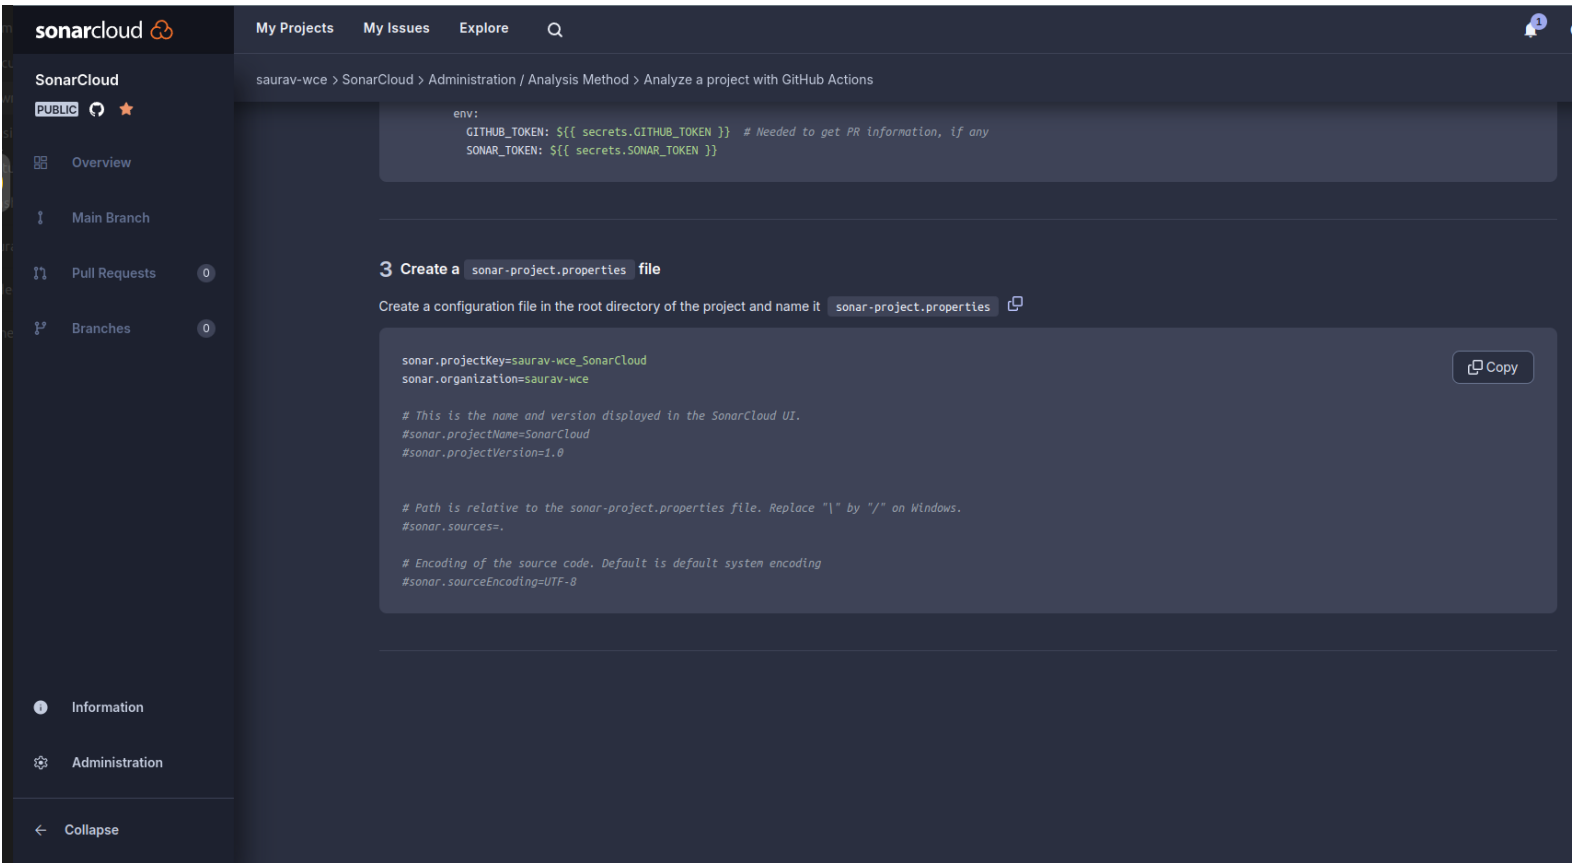 sonarcloud
My Projects
My Issues
Explore
1
SonarCloud
PUBLIC
saurav-wce > SonarCloud > Administration / Analysis Method > Analyze a project with GitHub Actions
Overview
Main Branch
Pull Requests 0
Branches 0
Information
Administration
Collapse
env:
GITHUB_TOKEN: ${{ secrets.GITHUB_TOKEN }} # Needed to get PR information, if any
SONAR_TOKEN: ${{ secrets.SONAR_TOKEN }}
3 Create a sonar-project.properties file
Create a configuration file in the root directory of the project and name it sonar-project.properties
Copy
sonar.projectKey=saurav-wce_SonarCloud
sonar.organization=saurav-wce
# This is the name and version displayed in the SonarCloud UI.
#sonar.projectName=SonarCloud
#sonar.projectVersion=1.0
# Path is relative to the sonar-project.properties file. Replace "\" by "/" on Windows.
#sonar.sources=.
# Encoding of the source code. Default is default system encoding
#sonar.sourceEncoding=UTF-8